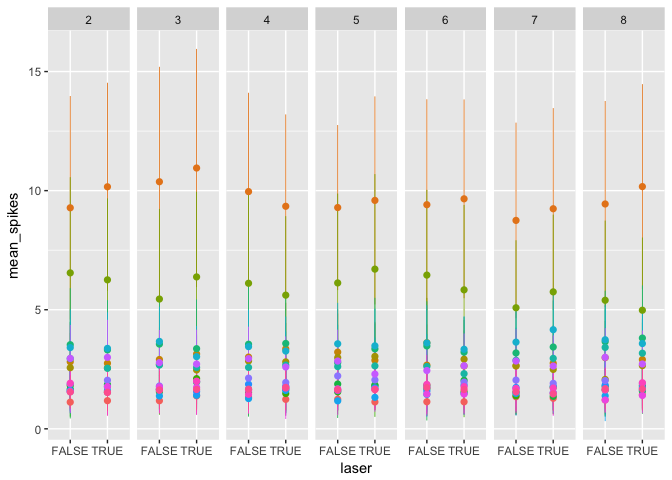 2 3 4 5 6 7 8
15
10
5
0
mean_spikes
FALSE TRUE FALSE TRUE FALSE TRUE FALSE TRUE FALSE TRUE FALSE TRUE FALSE TRUE
laser